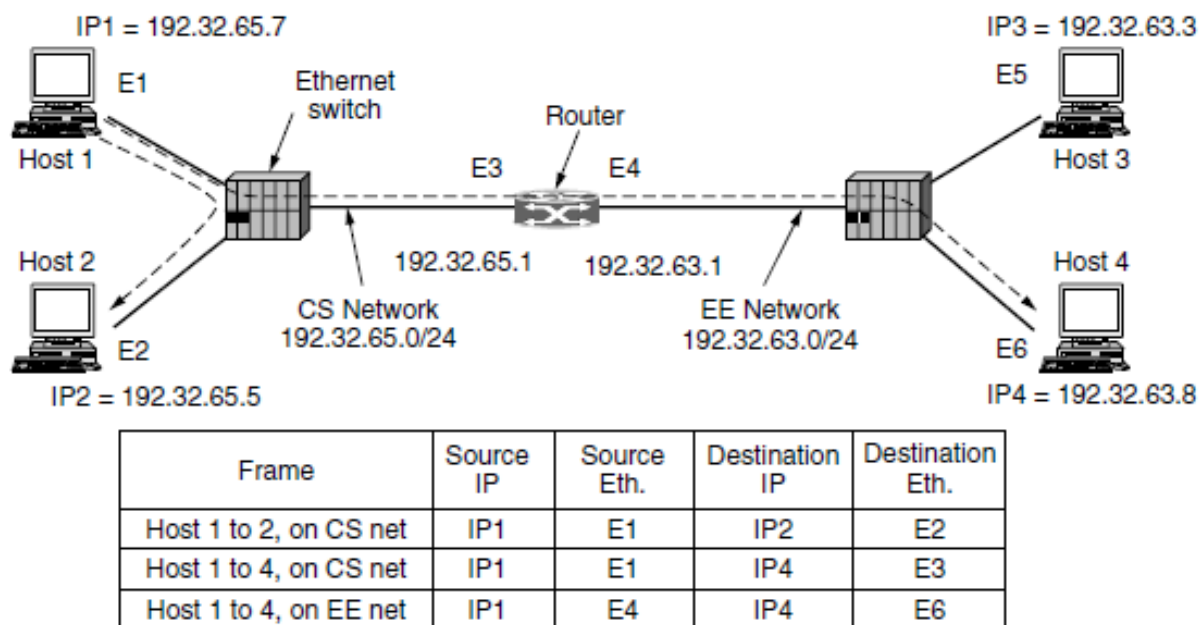 IP1 = 192.32.65.7
IP3 = 192.32.63.3
E1
Ethernet
switch
Router
E5
Host 1
E3
E4
Host 3
Host 2
192.32.65.1
192.32.63.1
Host 4
CS Network
192.32.65.0/24
EE Network
192.32.63.0/24
E2
E6
IP2 = 192.32.65.5
IP4 = 192.32.63.8
Frame
Source
IP
Source
Eth.
Destination
IP
Destination
Eth.
Host 1 to 2, on CS net IP1 E1 IP2 E2
Host 1 to 4, on CS net IP1 E1 IP4 E3
Host 1 to 4, on EE net IP1 E4 IP4 E6